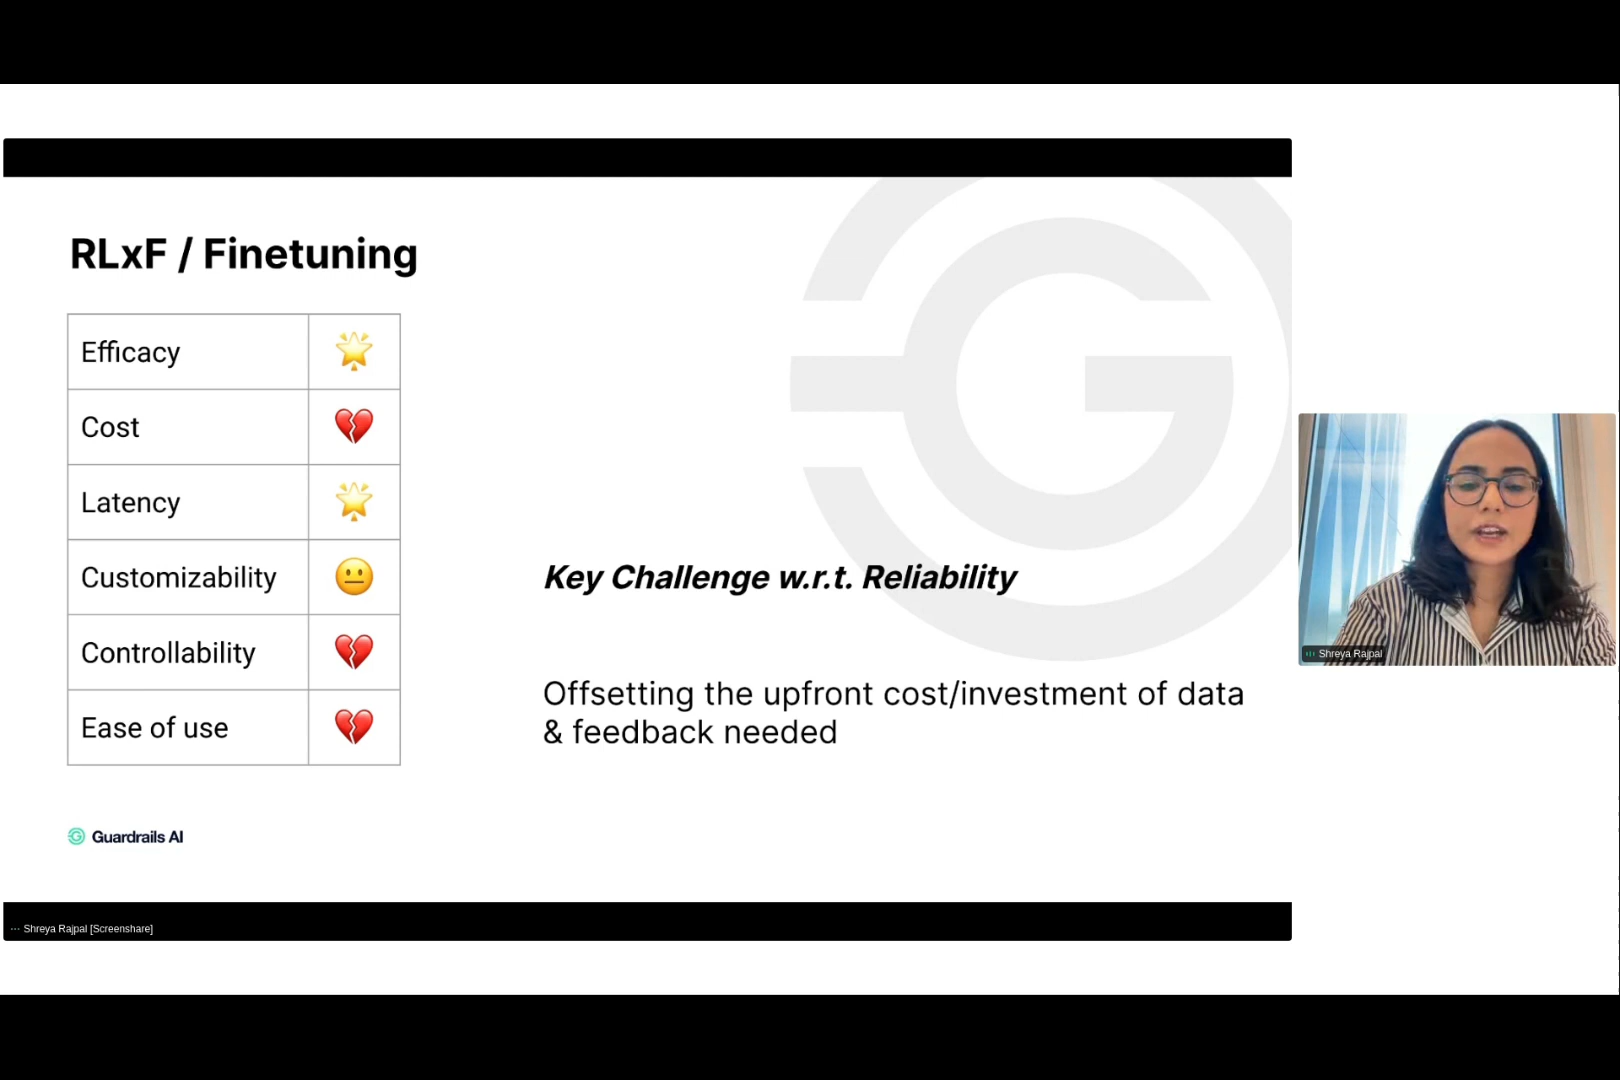 RLxF / Finetuning
Efficacy
Cost
Latency
Customizability
Controllability
Ease of use
Key Challenge w.r.t. Reliability
Offsetting the upfront cost/investment of data
& feedback needed
Guardrails AI
Shreya Rajpal
··· Shreya Rajpal [Screenshare]